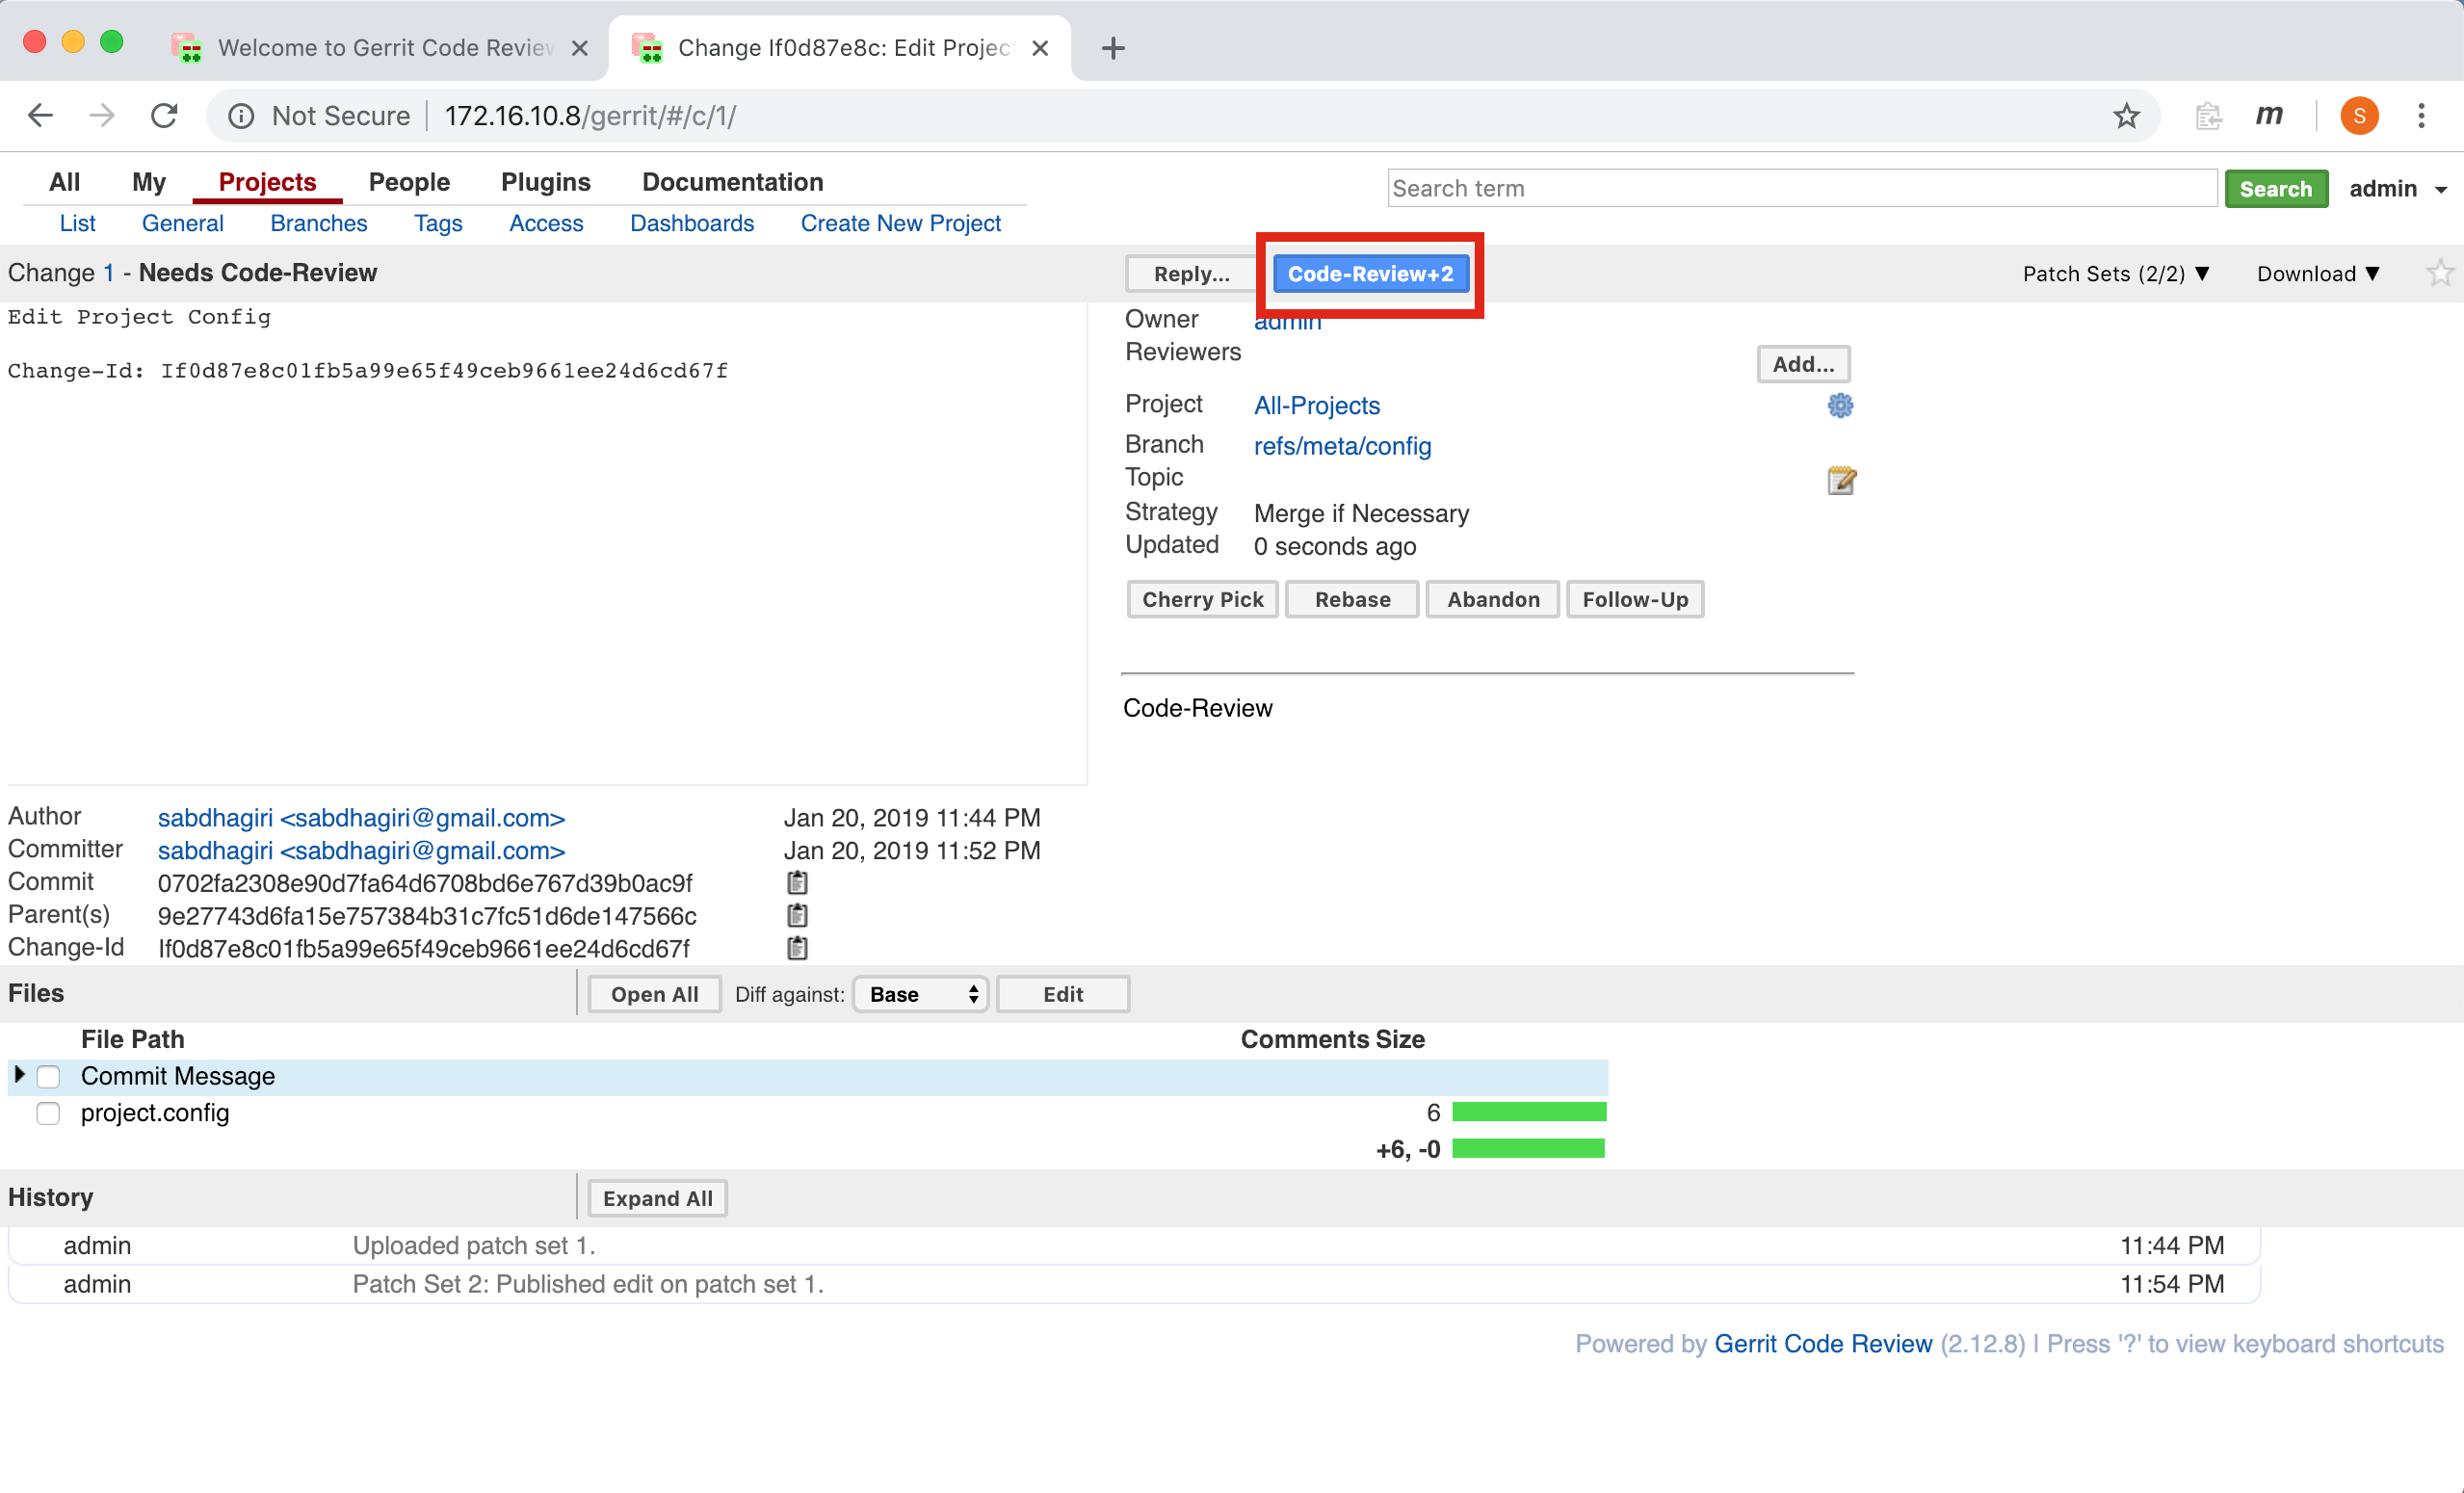 Welcome to Gerrit Code Review
Change If0d87e8c: Edit Projec
Not Secure 172.16.10.8/gerrit/#/c/1/
m
S
All My Projects People Plugins Documentation
Search term Search admin
List General Branches Tags Access Dashboards Create New Project
Change 1 - Needs Code-Review
Reply... Code-Review+2 Patch Sets (2/2) ▼ Download ▼
Edit Project Config
Change-Id: If0d87e8c01fb5a99e65f49ceb9661ee24d6cd67f
Owner admin
Reviewers
Add...
Project All-Projects
Branch refs/meta/config
Topic
Strategy Merge if Necessary
Updated 0 seconds ago
Cherry Pick Rebase Abandon Follow-Up
Code-Review
Author sabdhagiri <sabdhagiri@gmail.com> Jan 20, 2019 11:44 PM
Committer sabdhagiri <sabdhagiri@gmail.com> Jan 20, 2019 11:52 PM
Commit 0702fa2308e90d7fa64d6708bd6e767d39b0ac9f
Parent(s) 9e27743d6fa15e757384b31c7fc51d6de147566c
Change-Id If0d87e8c01fb5a99e65f49ceb9661ee24d6cd67f
Files Open All Diff against: Base Edit
File Path Comments Size
Commit Message
project.config 6
+6, -0
History Expand All
admin Uploaded patch set 1. 11:44 PM
admin Patch Set 2: Published edit on patch set 1. 11:54 PM
Powered by Gerrit Code Review (2.12.8) | Press '?' to view keyboard shortcuts